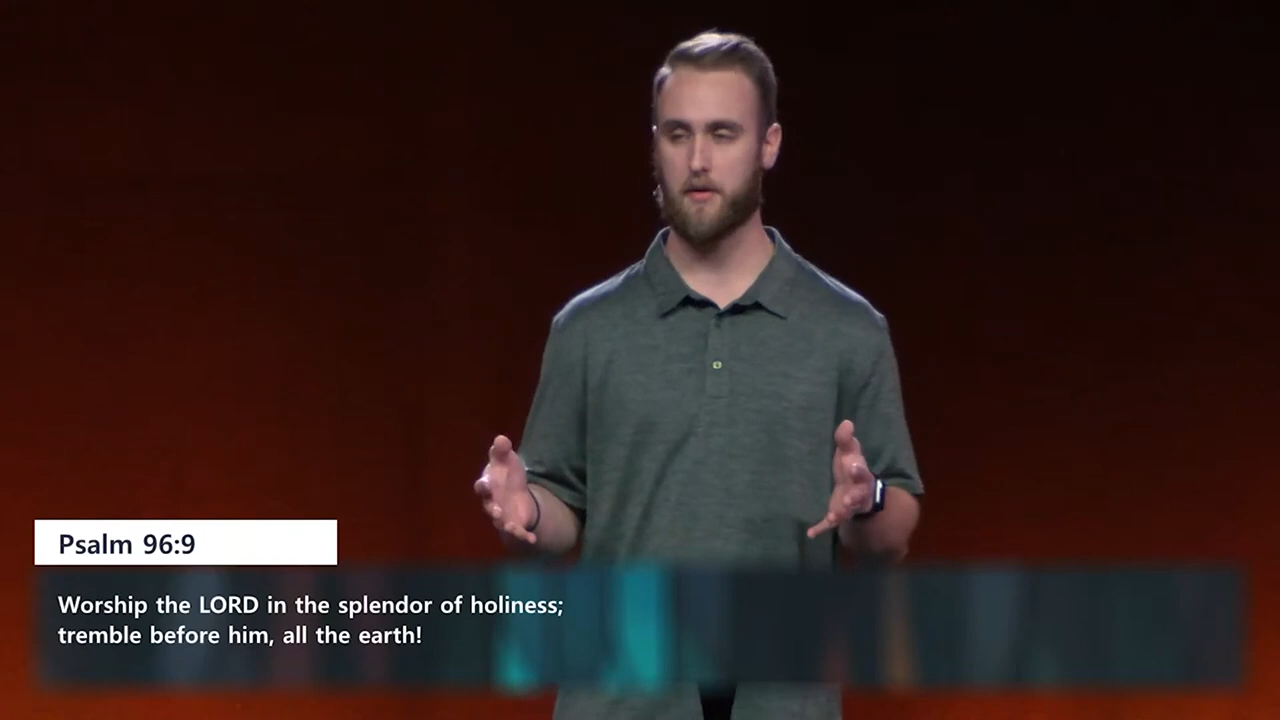 Psalm 96:9
Worship the LORD in the splendor of holiness;
tremble before him, all the earth!